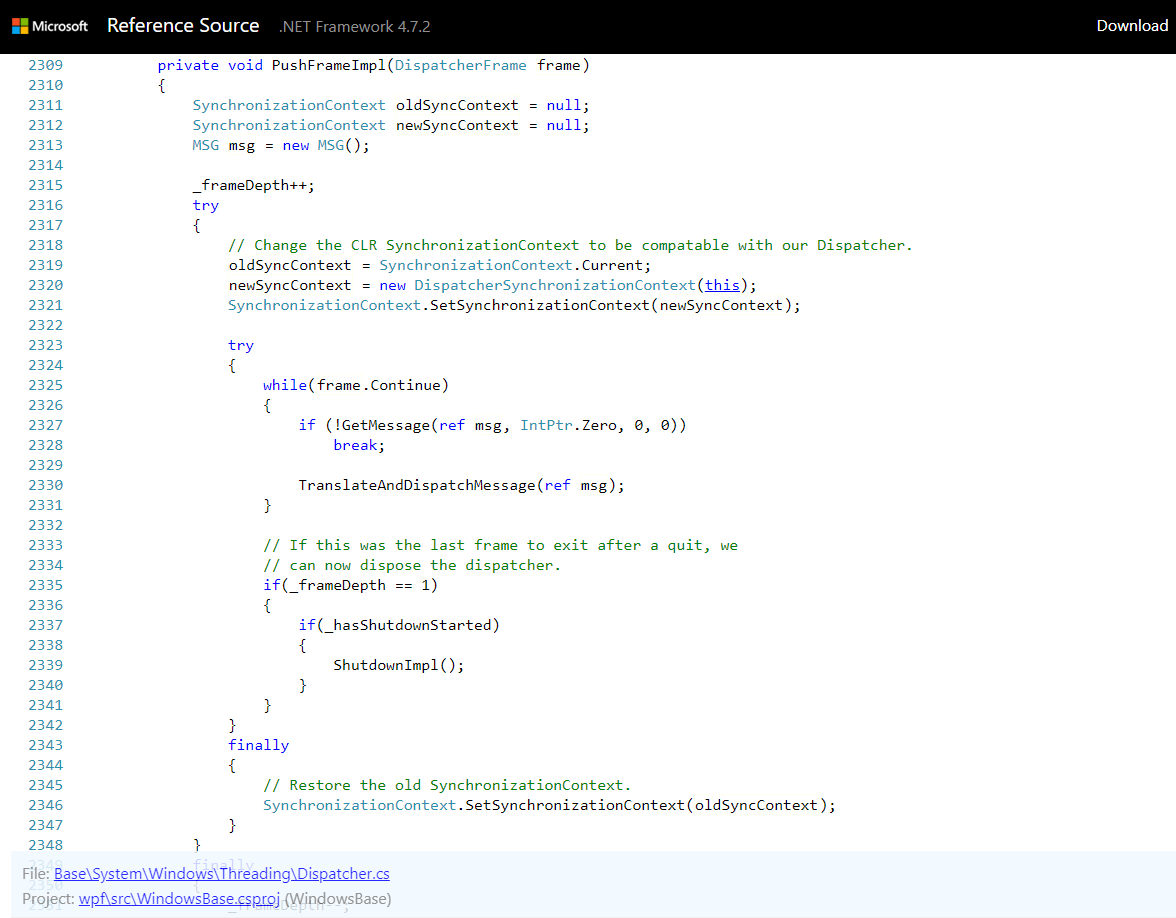 Microsoft Reference Source .NET Framework 4.7.2 Download
2309 private void PushFrameImpl(DispatcherFrame frame)
2310 {
2311 SynchronizationContext oldSyncContext = null;
2312 SynchronizationContext newSyncContext = null;
2313 MSG msg = new MSG();
2314
2315 _frameDepth++;
2316 try
2317 {
2318 // Change the CLR SynchronizationContext to be compatable with our Dispatcher.
2319 oldSyncContext = SynchronizationContext.Current;
2320 newSyncContext = new DispatcherSynchronizationContext(this);
2321 SynchronizationContext.SetSynchronizationContext(newSyncContext);
2322
2323 try
2324 {
2325 while(frame.Continue)
2326 {
2327 if (!GetMessage(ref msg, IntPtr.Zero, 0, 0))
2328 break;
2329
2330 TranslateAndDispatchMessage(ref msg);
2331 }
2332
2333 // If this was the last frame to exit after a quit, we
2334 // can now dispose the dispatcher.
2335 if(_frameDepth == 1)
2336 {
2337 if(_hasShutdownStarted)
2338 {
2339 ShutdownImpl();
2340 }
2341 }
2342 }
2343 finally
2344 {
2345 // Restore the old SynchronizationContext.
2346 SynchronizationContext.SetSynchronizationContext(oldSyncContext);
2347 }
2348 }
2349 finally
File: Base\System\Windows\Threading\Dispatcher.cs
2350 {
Project: wpf\src\WindowsBase.csproj (WindowsBase)
2351 _frameDepth--;